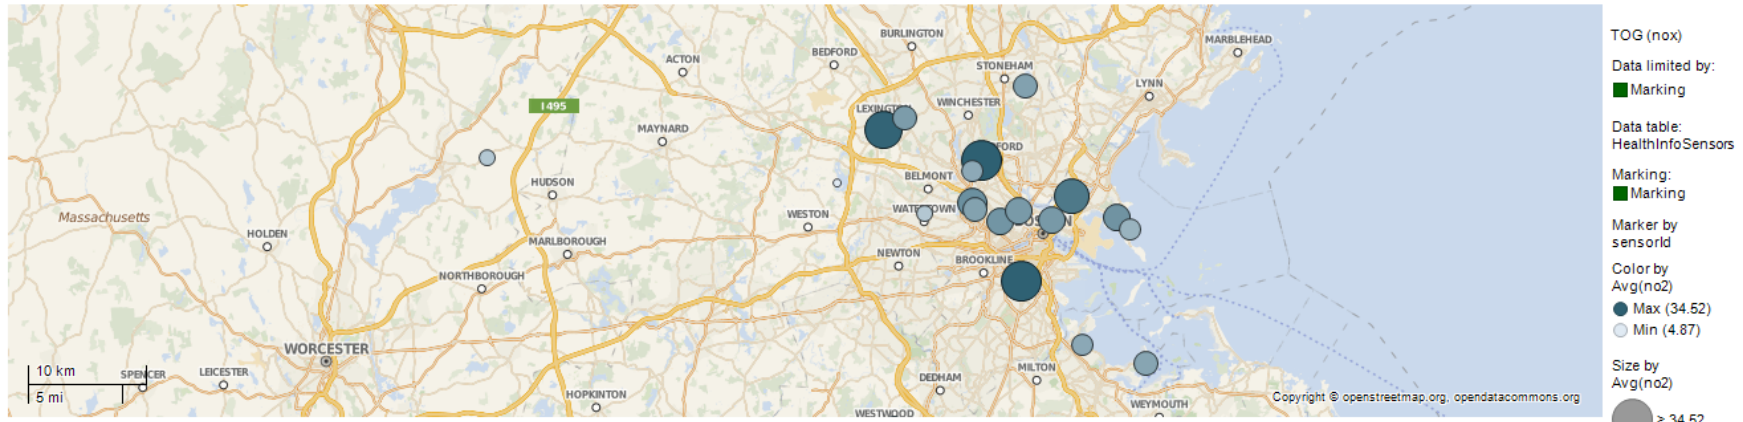 BURLINGTON
MARBLEHEAD
BEDFORD
ACTON
STONEHAM
LYNN
I 495
LEXINGTON
WINCHESTER
MAYNARD
FORD
BELMONT
HUDSON
WATERTOWN
WESTON
BOSTON
Massachusetts
HOLDEN
MARLBOROUGH
NEWTON
BROOKLINE
NORTHBOROUGH
WORCESTER
10 km
5 mi
SPENCER
LEICESTER
MILTON
DEDHAM
HOPKINTON
WEYMOUTH
WESTWOOD
Copyright © openstreetmap.org, opendatacommons.org
TOG (nox)
Data limited by:
Marking
Data table:
HealthInfoSensors
Marking:
Marking
Marker by
sensorId
Color by
Avg(no2)
Max (34.52)
Min (4.87)
Size by
Avg(no2)
≥ 34.52